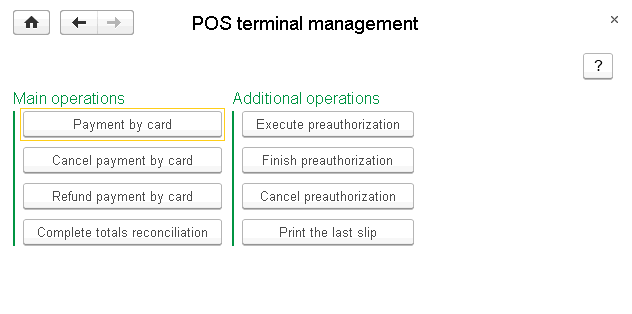 POS terminal management
×
?
Main operations
Payment by card
Cancel payment by card
Refund payment by card
Complete totals reconciliation
Additional operations
Execute preauthorization
Finish preauthorization
Cancel preauthorization
Print the last slip